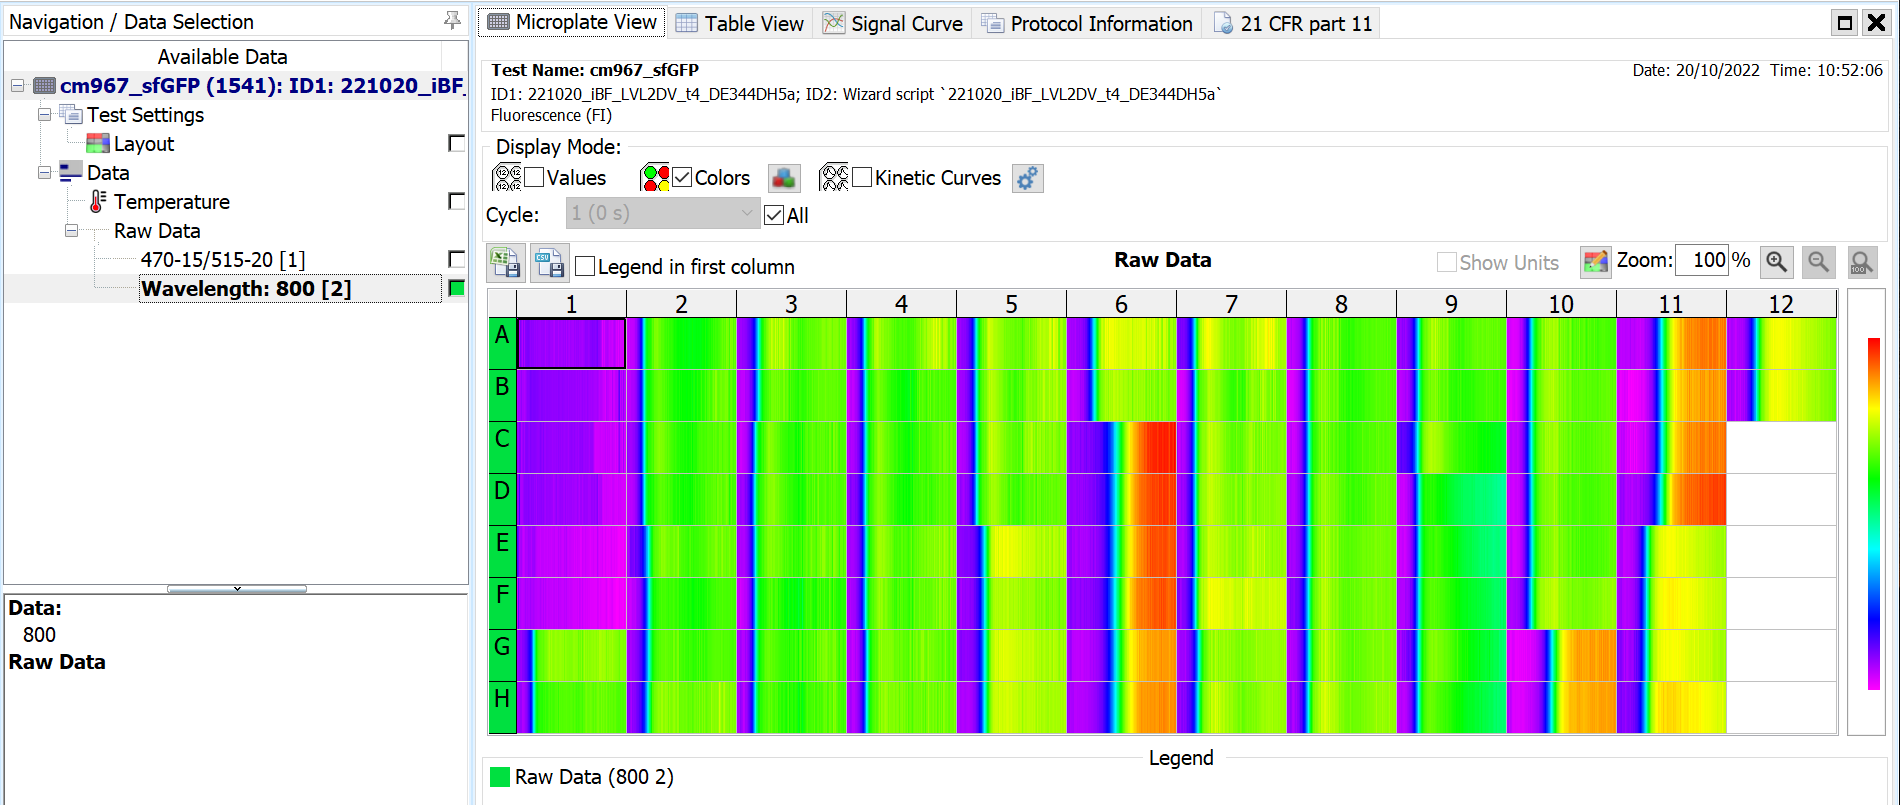 Navigation / Data Selection
Available Data
cm967_sfGFP (1541): ID1: 221020_iBF_
Test Settings
Layout
Data
Temperature
Raw Data
470-15/515-20 [1]
Wavelength: 800 [2]
Data:
800
Raw Data
Microplate View
Table View
Signal Curve
Protocol Information
21 CFR part 11
Test Name: cm967_sfGFP
Date: 20/10/2022 Time: 10:52:06
ID1: 221020_iBF_LVL2DV_t4_DE344DH5a; ID2: Wizard script `221020_iBF_LVL2DV_t4_DE344DH5a`
Fluorescence (FI)
Display Mode:
Values
Colors
Kinetic Curves
Cycle:
1 (0 s)
All
Legend in first column
Raw Data
Show Units
Zoom: 100 %
1 2 3 4 5 6 7 8 9 10 11 12
A
B
C
D
E
F
G
H
Legend
Raw Data (800 2)